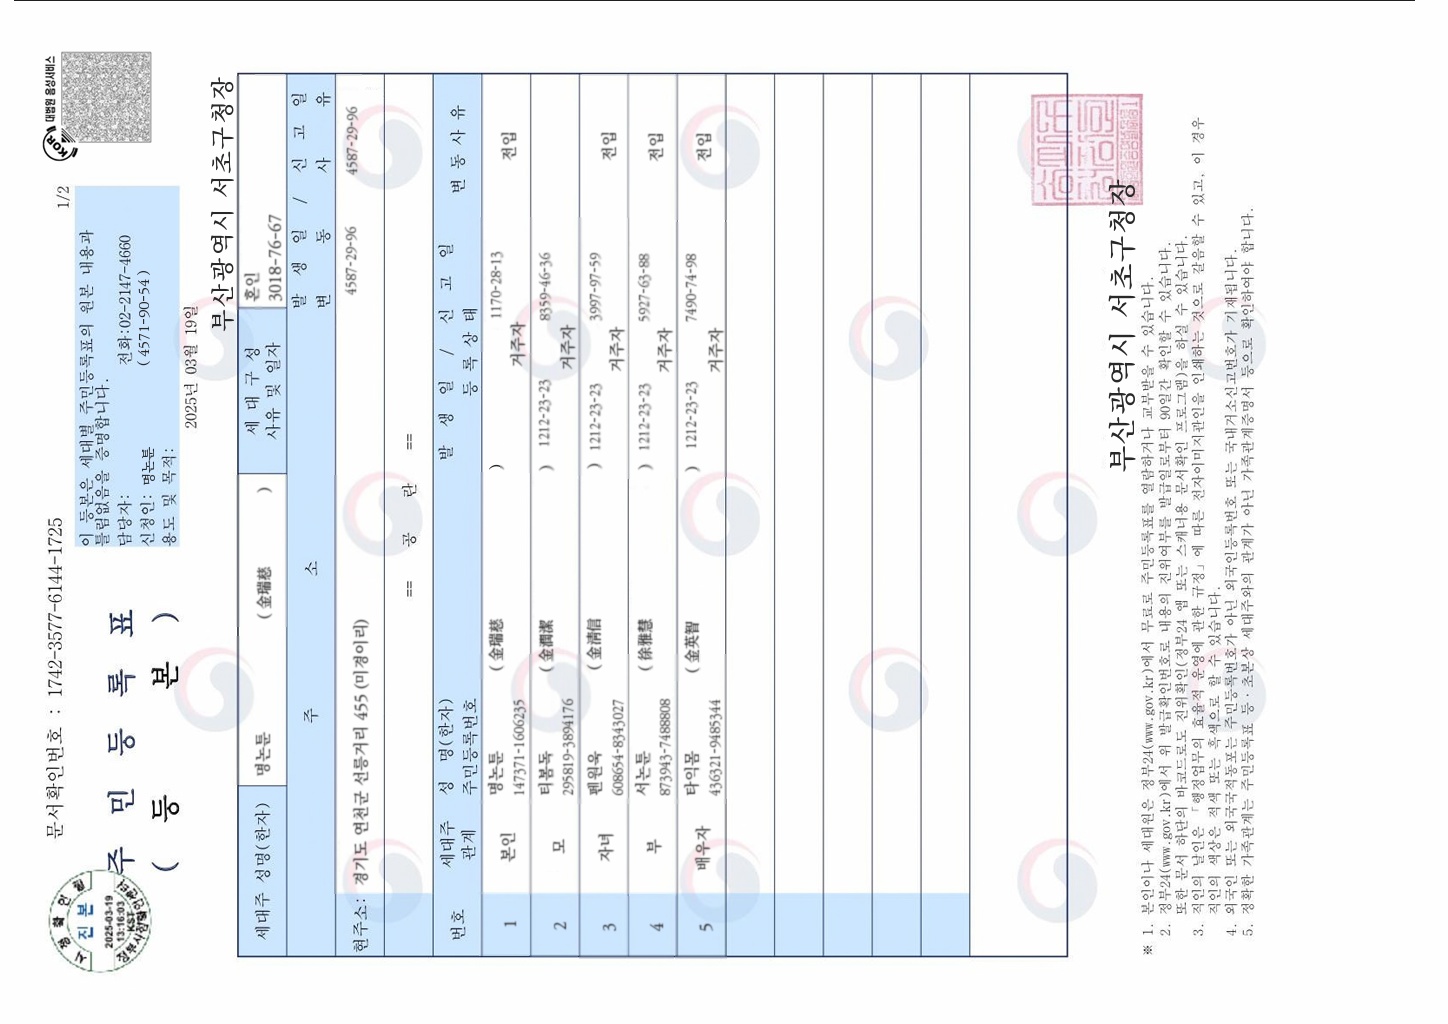 문서확인번호 : 1742-3577-6144-1725
1/2
대법원 음성서비스
KOR
시 정 확 인 필
진 본
2025-03-19
13:16:03
KST
주 민 등 록 표
( 등 본 )
이 등본은 세대별 주민등록표의 원본 내용과
틀림없음을 증명합니다.
담당자: 전화:02-2147-4660
신청인: 명논분 (4571-90-54)
용도 및 목적:
2025년 03월 19일
부산광역시 서초구청장
세대주 성명(한자) 명논툰 (金瑞慈 ) 세 대 구 성 사유 및 일자 혼인
3018-76-67
주 소 발 생 일 / 신 고 일
변 동 사 유
현주소: 경기도 연천군 선릉거리 455 (미경이리) 4587-29-96 4587-29-96
== 공 란 ==
번호 세대주 관계 성 명(한자) 주민등록번호 발 생 일 / 신 고 일 등 록 상 태 변 동 사 유
1 본인 명논툰 (金瑞慈 ) 1170-28-13 전입
147371-1606235 거주자
2 모 터봄독 (金潤潔 ) 1212-23-23 8359-46-36
295819-3894176 거주자
3 자녀 펜원욱 (金清信 ) 1212-23-23 3997-97-59 전입
608654-8343027 거주자
4 부 서논툰 (徐雅慧 ) 1212-23-23 5927-63-88 전입
873943-7488808 거주자
5 배우자 타익몸 (金英智 ) 1212-23-23 7490-74-98 전입
436321-9485344 거주자
부산광역시 서초구청장
※ 1. 본인이나 세대원은 정부24(www.gov.kr)에서 무료로 주민등록표를 열람하거나 교부받을 수 있습니다.
2. 정부24(www.gov.kr)에서 위 발급확인번호로 내용의 진위여부를 발급일로부터 90일간 확인할 수 있습니다.
또한 문서 하단의 바코드로도 진위확인(정부24 앱 또는 스캐너용 문서확인 프로그램)을 하실 수 있습니다.
3. 직인의 날인은 「행정업무의 효율적 운영에 관한 규정」에 따른 전자이미지관인을 인쇄하는 것으로 갈음할 수 있고, 이 경우
직인의 색상은 적색 또는 흑색으로 할 수 있습니다.
4. 외국인 또는 외국국적동포는 주민등록번호가 아닌 외국인등록번호 또는 국내거소신고번호가 기재됩니다.
5. 정확한 가족관계는 주민등록표 등ㆍ초본상 세대주와의 관계가 아닌 가족관계증명서 등으로 확인하여야 합니다.